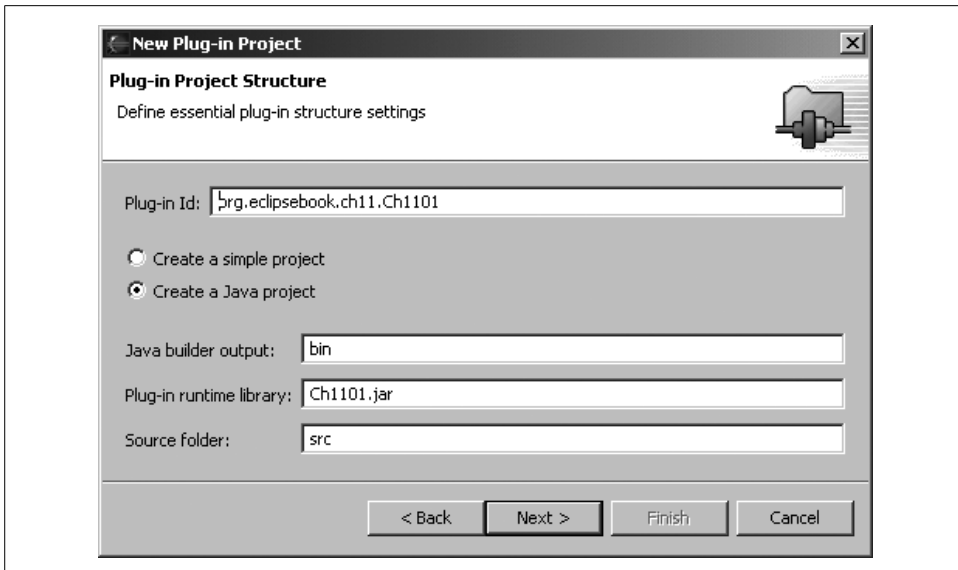 New Plug-in Project
Plug-in Project Structure
Define essential plug-in structure settings
Plug-in Id: org.eclipsebook.ch11.Ch1101
Create a simple project
Create a Java project
Java builder output: bin
Plug-in runtime library: Ch1101.jar
Source folder: src
< Back Next > Finish Cancel